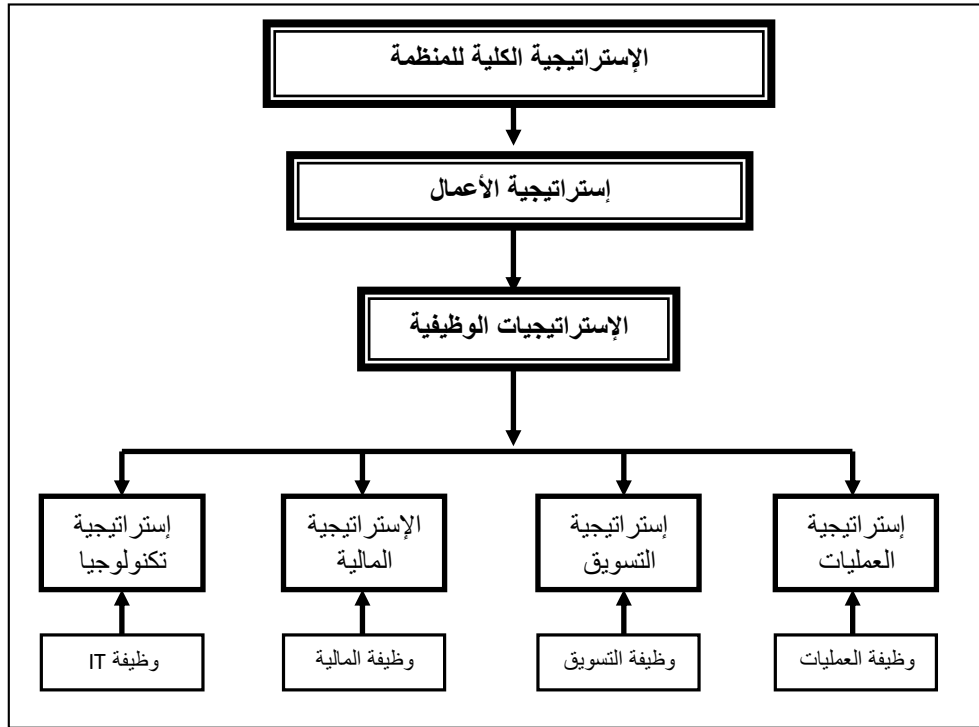 الإستراتيجية الكلية للمنظمة
إستراتيجية الأعمال
الإستراتيجيات الوظيفية
إستراتيجية
العمليات
إستراتيجية
التسويق
الإستراتيجية
المالية
إستراتيجية
تكنولوجيا
وظيفة العمليات
وظيفة التسويق
وظيفة المالية
وظيفة IT